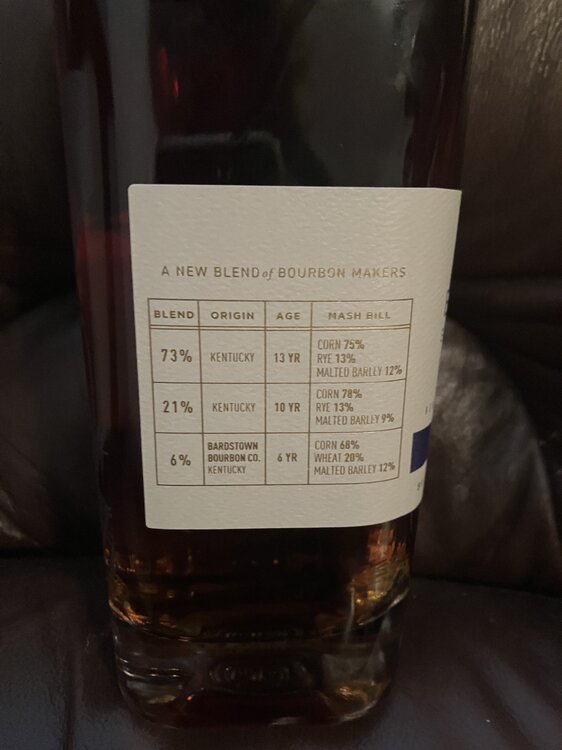 A NEW BLEND of BOURBON MAKERS
BLEND ORIGIN AGE MASH BILL
73% KENTUCKY 13 YR CORN 75%
RYE 13%
MALTED BARLEY 12%
21% KENTUCKY 10 YR CORN 78%
RYE 13%
MALTED BARLEY 9%
6% BARDSTOWN
BOURBON CO.
KENTUCKY 6 YR CORN 68%
WHEAT 20%
MALTED BARLEY 12%